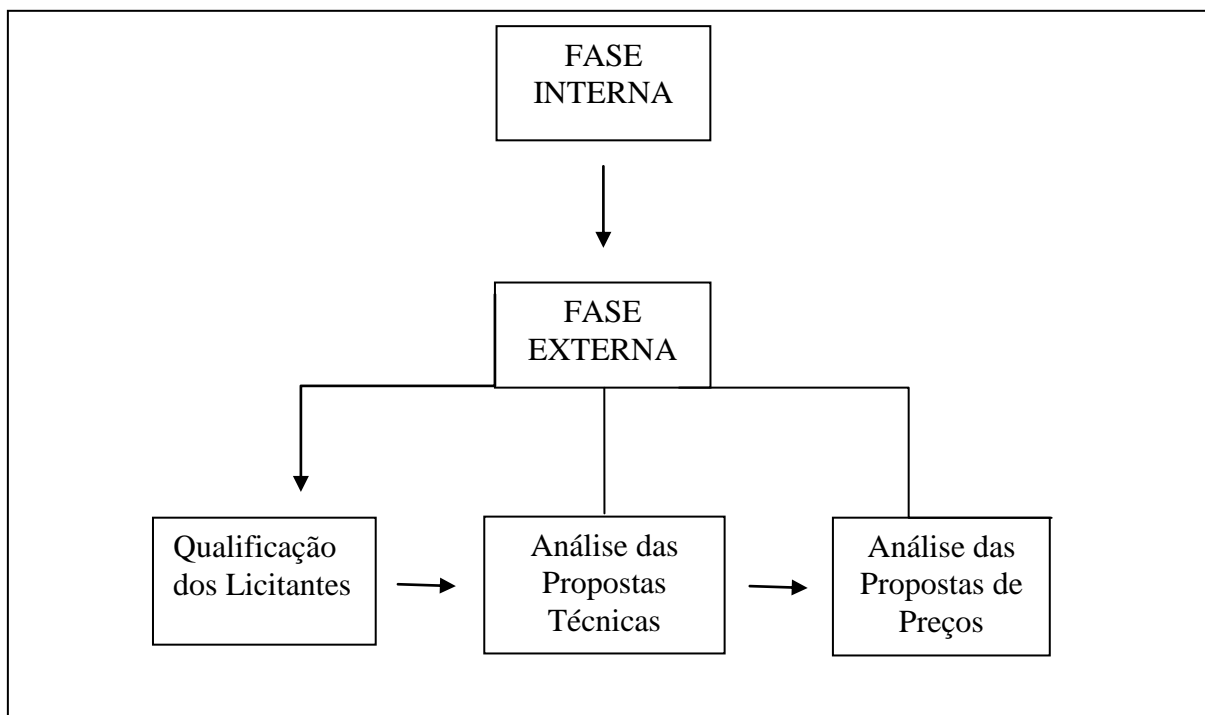 FASE
INTERNA
FASE
EXTERNA
Qualificação
dos Licitantes
Análise das
Propostas
Técnicas
Análise das
Propostas de
Preços